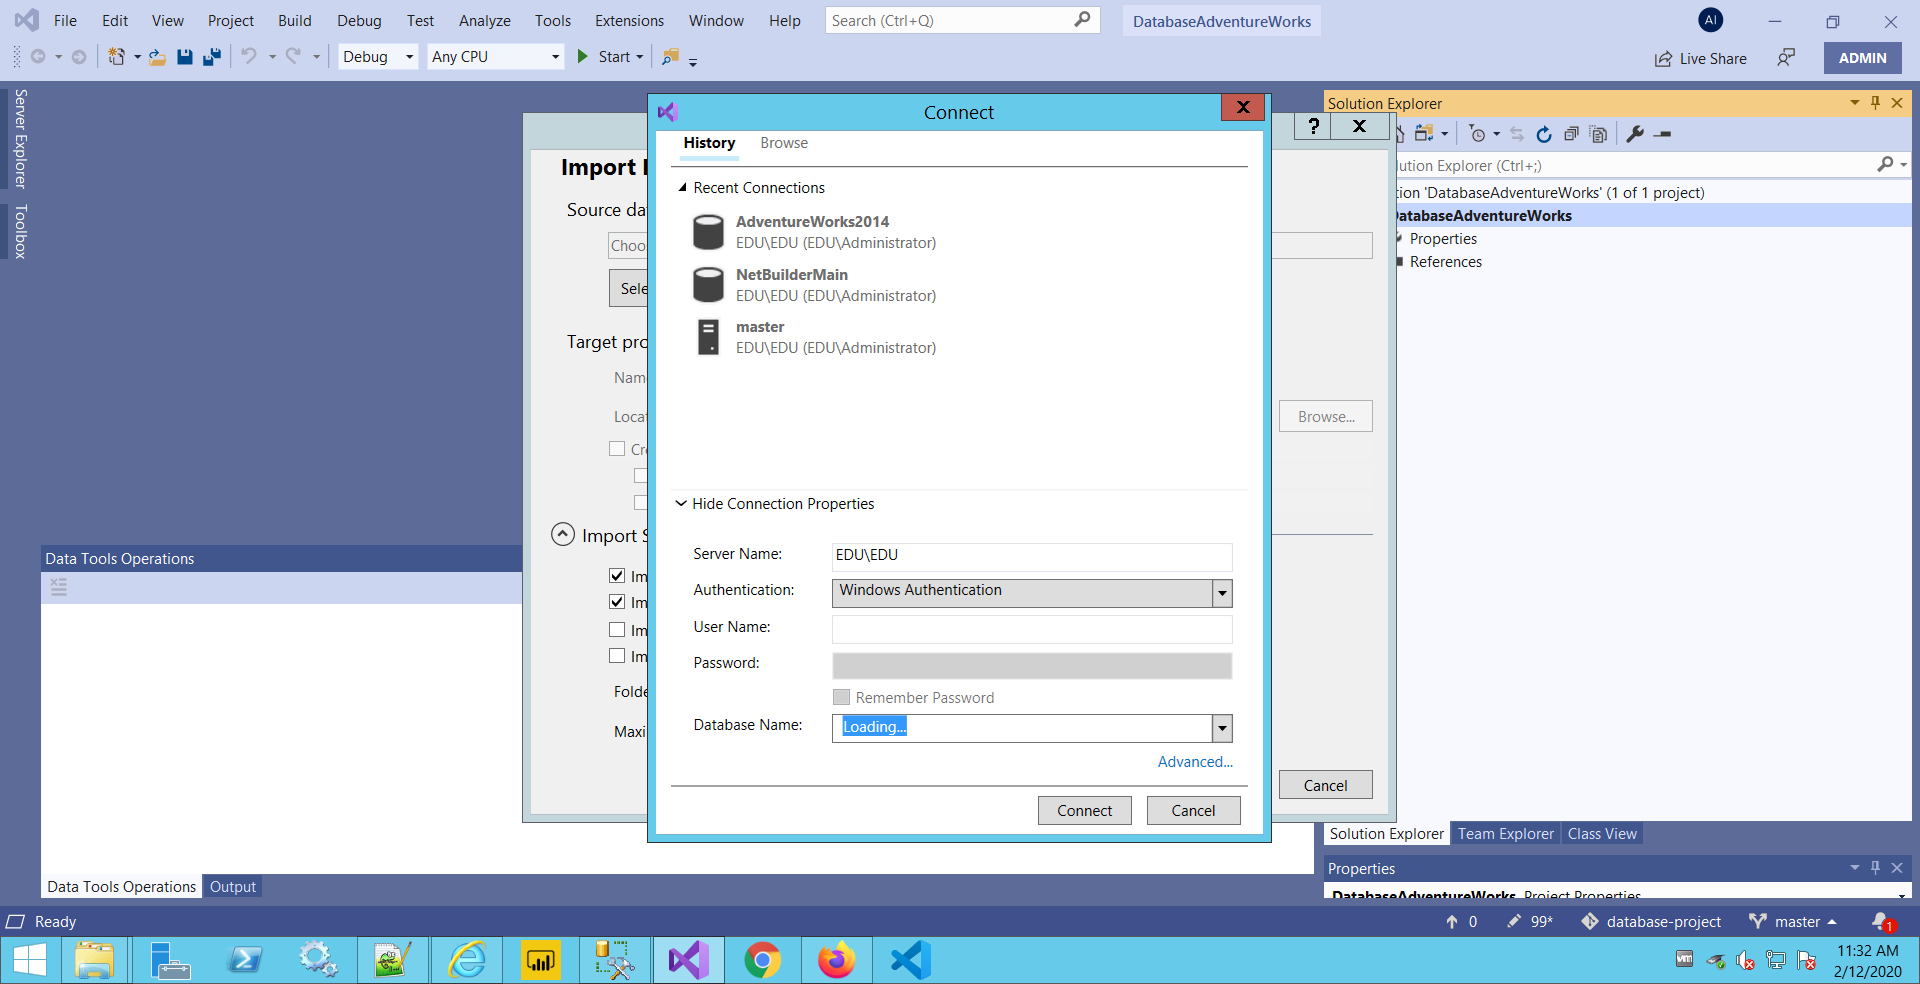 File Edit View Project Build Debug Test Analyze Tools Extensions Window Help Search (Ctrl+Q) DatabaseAdventureWorks AI
Debug Any CPU Start Live Share ADMIN
Server Explorer
Toolbox
Connect
History Browse
Recent Connections
AdventureWorks2014
EDU\EDU (EDU\Administrator)
NetBuilderMain
EDU\EDU (EDU\Administrator)
master
EDU\EDU (EDU\Administrator)
Hide Connection Properties
Server Name: EDU\EDU
Authentication: Windows Authentication
User Name:
Password:
Remember Password
Database Name: Loading...
Advanced...
Connect Cancel
? X
Import
Source da
Choo
Sele
Target pro
Nam
Locat
Browse...
Cre
Import S
Im
Im
Im
Im
Folde
Maxi
Cancel
Solution Explorer
lution Explorer (Ctrl+;)
tion 'DatabaseAdventureWorks' (1 of 1 project)
atabaseAdventureWorks
Properties
References
Solution Explorer Team Explorer Class View
Properties
DatabaseAdventureWorks Project Properties
Data Tools Operations
Data Tools Operations Output
Ready 0 99* database-project master 1
vm
11:32 AM
2/12/2020